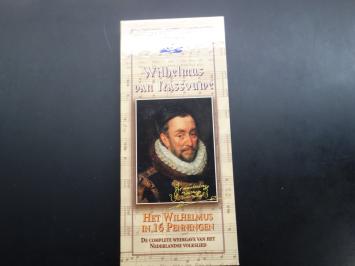 Wilhelmus
van Nassouwe
HET WILHELMUS
IN 16 PENNINGEN
DE COMPLETE WEERGAVE VAN HET
NEDERLANDSE VOLKSLIED